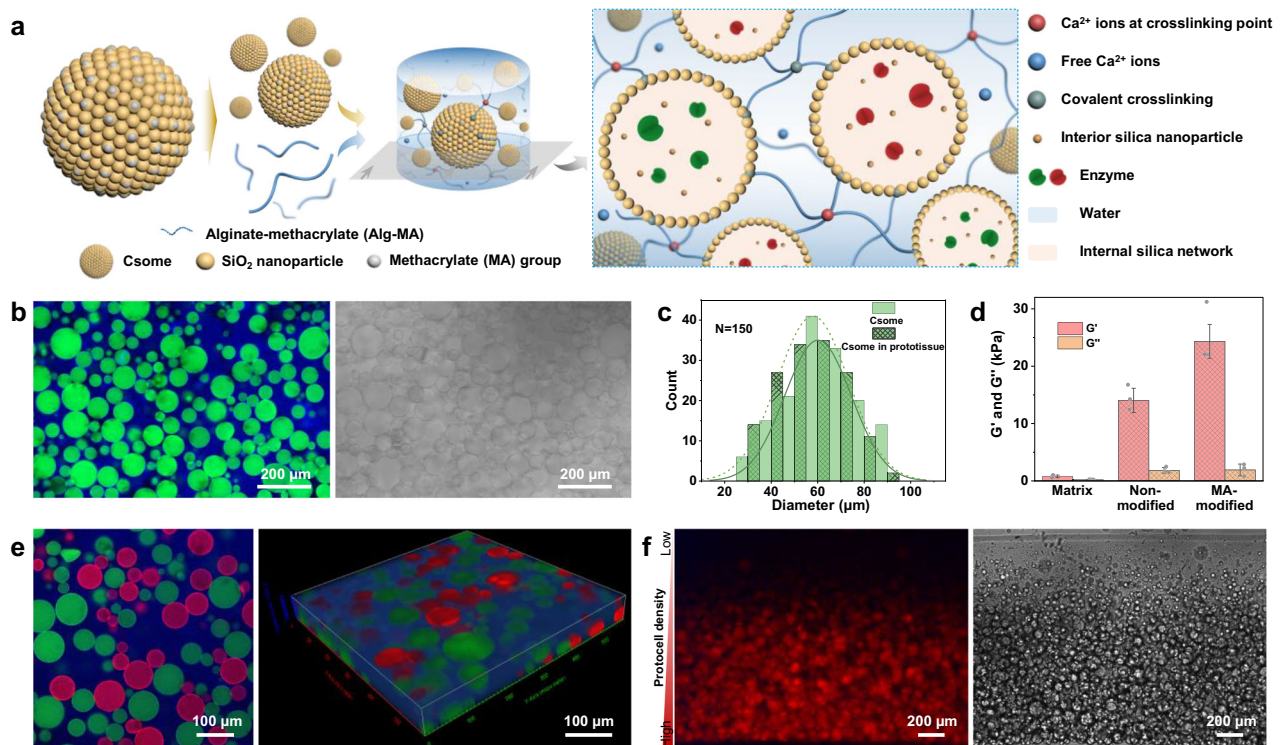 a
Alginate-methacrylate (Alg-MA)
Csome
SiO₂ nanoparticle
Methacrylate (MA) group
Ca²⁺ ions at crosslinking point
Free Ca²⁺ ions
Covalent crosslinking
Interior silica nanoparticle
Enzyme
Water
Internal silica network
b
200 µm
200 µm
c
N=150
Csome
Csome in prototissue
Count
0
10
20
30
40
20
40
60
80
100
Diameter (µm)
d
G'
G''
G' and G'' (kPa)
0
10
20
30
Matrix
Non-
modified
MA-
modified
e
100 µm
100 µm
f
Low
Protocell density
High
200 µm
200 µm